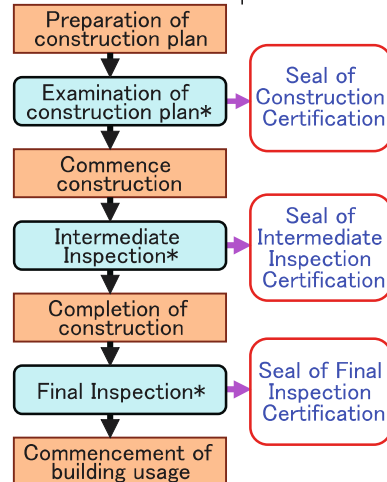 Preparation of
construction plan
Examination of
construction plan*
Seal of
Construction
Certification
Commence
construction
Intermediate
Inspection*
Seal of
Intermediate
Inspection
Certification
Completion of
construction
Final Inspection*
Seal of Final
Inspection
Certification
Commencement of
building usage